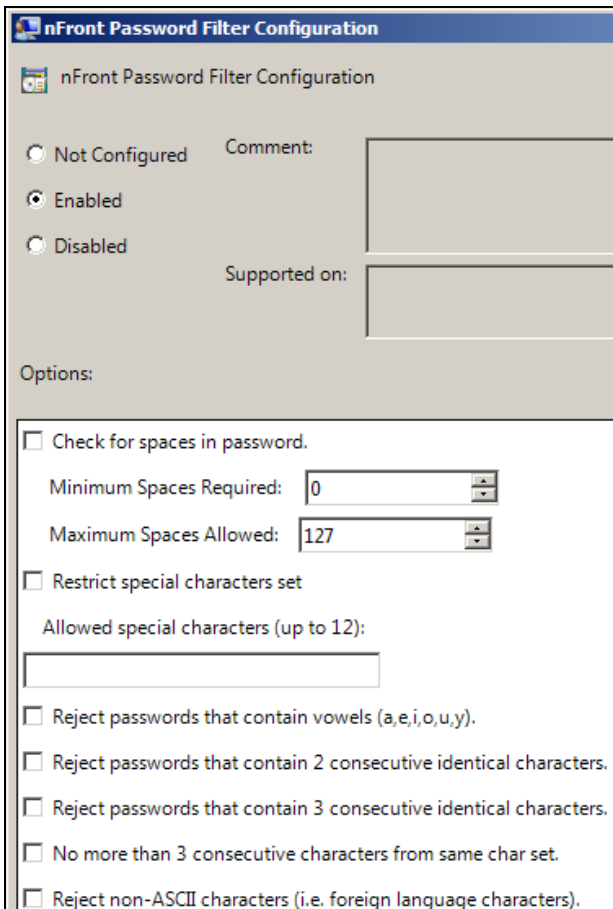 nFront Password Filter Configuration
nFront Password Filter Configuration
Not Configured
Comment:
Enabled
Disabled
Supported on:
Options:
Check for spaces in password.
Minimum Spaces Required: 0
Maximum Spaces Allowed: 127
Restrict special characters set
Allowed special characters (up to 12):
Reject passwords that contain vowels (a,e,i,o,u,y).
Reject passwords that contain 2 consecutive identical characters.
Reject passwords that contain 3 consecutive identical characters.
No more than 3 consecutive characters from same char set.
Reject non-ASCII characters (i.e. foreign language characters).